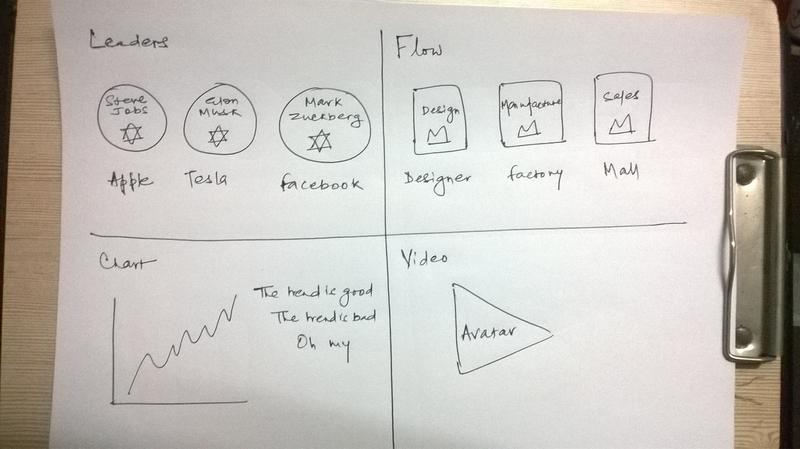 Leaders
Steve
Jobs
Elon
Musk
Mark
Zuckberg
Apple
Tesla
facebook
Flow
Design
Manufacture
Sales
Designer
factory
Mall
Chart
The trend is good
The trend is bad
Oh my
Video
Avatar